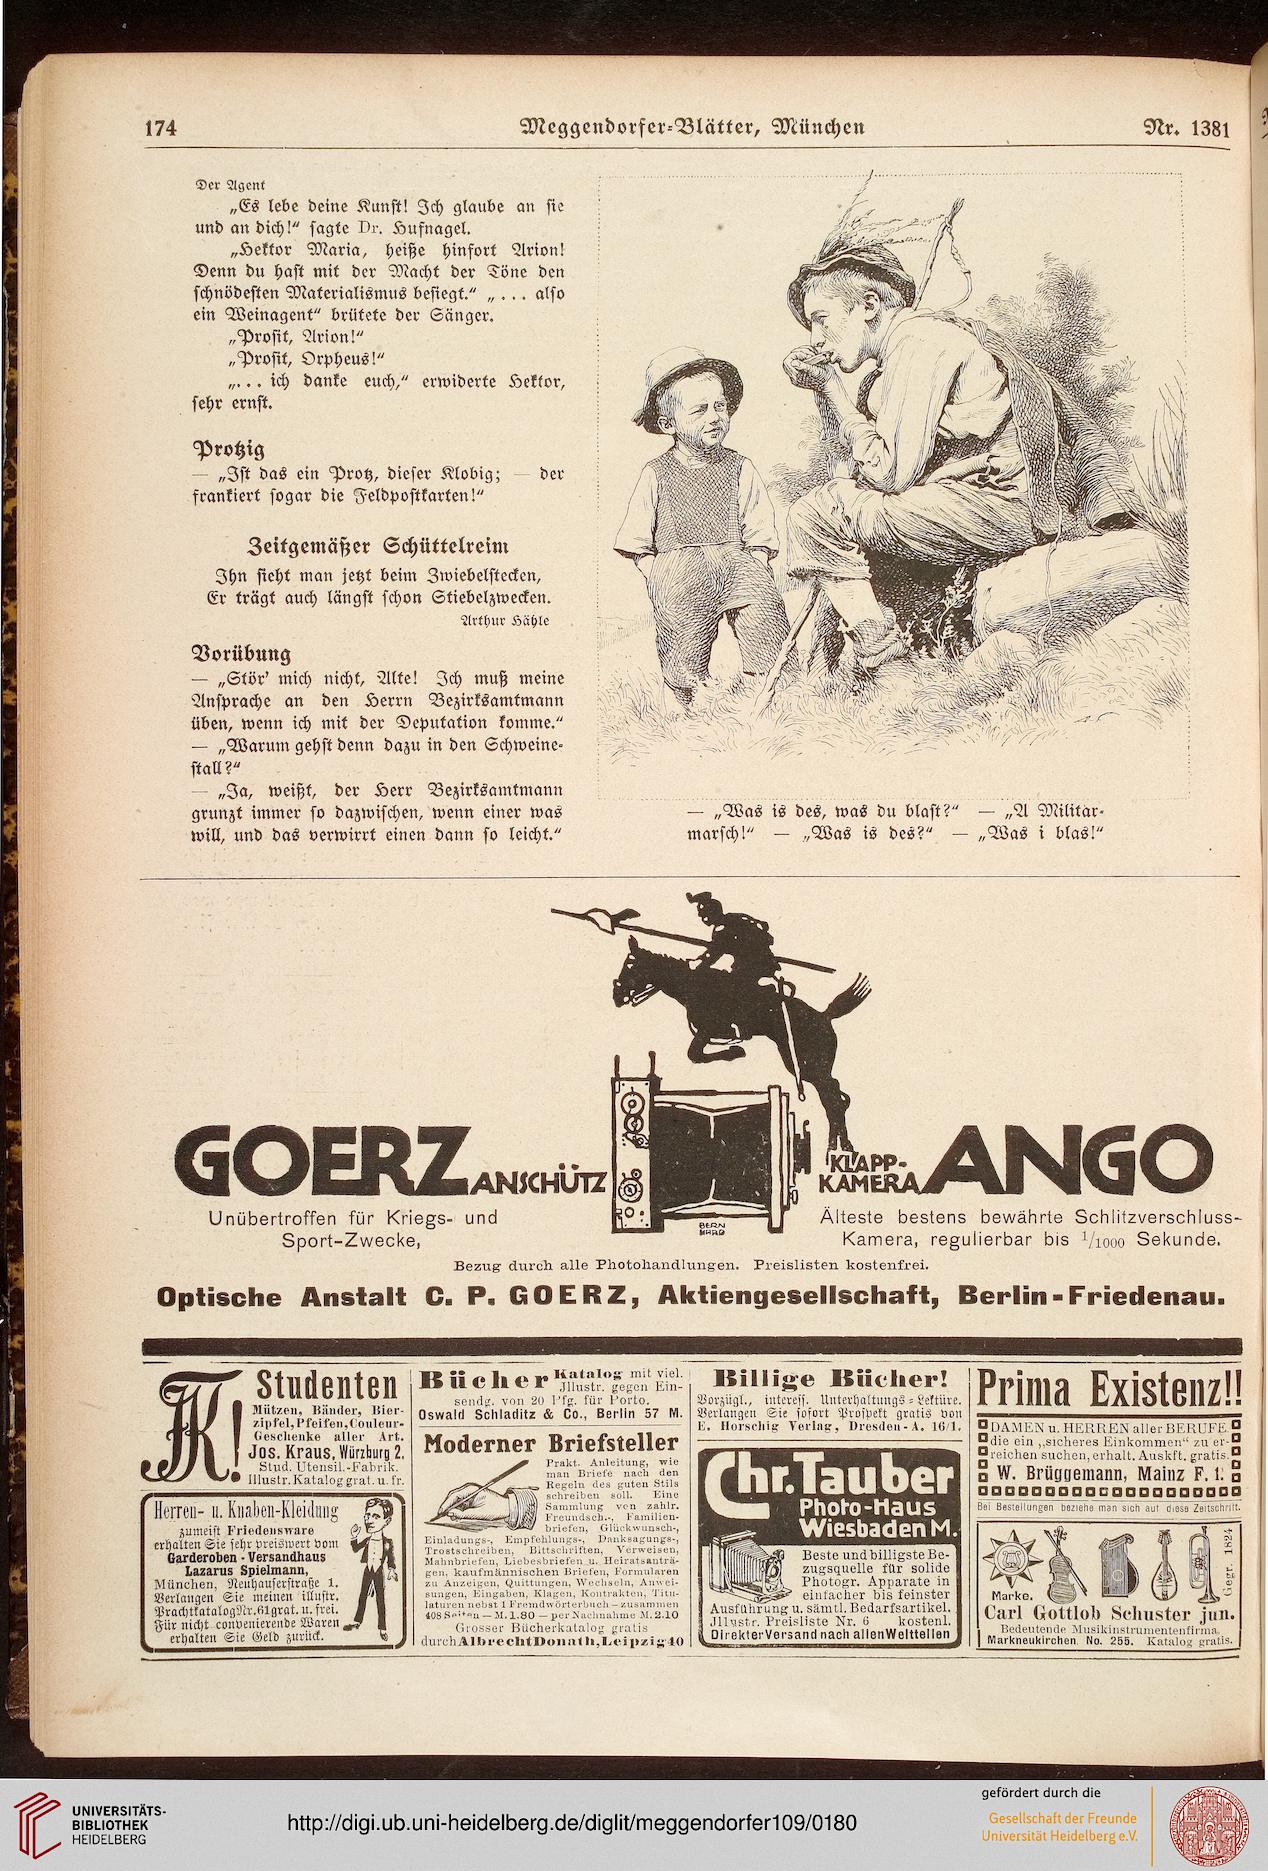 174
Meggendorfer-Blätter, München
Nr. 1381
Der Agent
„Es lebe deine Kunst! Ich glaube an sie
und an dich!“ sagte Dr. Hufnagel.
„Hektor Maria, heiße hinfort Arion!
Denn du hast mit der Macht der Töne den
schnödesten Materialismus besiegt.“ „... also
ein Weinagent“ brütete der Sänger.
„Prosit, Arion!“
„Prosit, Orpheus!“
„... ich danke euch,“ erwiderte Hektor,
sehr ernst.
Protzig
— „Ist das ein Protz, dieser Klobig; — der
frankiert sogar die Feldpostkarten!“
Zeitgemäßer Schüttelreim
Ihn sieht man jetzt beim Zwiebelstecken,
Er trägt auch längst schon Stiebelzwecken.
Arthur Hähle
Vorübung
— „Stör' mich nicht, Alte! Ich muß meine
Ansprache an den Herrn Bezirksamtmann
üben, wenn ich mit der Deputation komme.“
— „Warum gehst denn dazu in den Schweine-
stall?“
— „Ja, weißt, der Herr Bezirksamtmann
grunzt immer so dazwischen, wenn einer was
will, und das verwirrt einen dann so leicht.“
— „Was is des, was du blast?“ — „A Militär-
marsch!“ — „Was is des?“ — „Was i blas!“
GOERZ ANSCHÜTZ
KLAPP-
KAMERA ANGO
BERN
HARD
Unübertroffen für Kriegs- und
Sport-Zwecke,
Älteste bestens bewährte Schlitzverschluss-
Kamera, regulierbar bis 1/1000 Sekunde.
Bezug durch alle Photohandlungen. Preislisten kostenfrei.
Optische Anstalt C. P. GOERZ, Aktiengesellschaft, Berlin-Friedenau.
Studenten
Mützen, Bänder, Bier-
zipfel, Pfeifen, Couleur-
Geschenke aller Art.
Jos. Kraus, Würzburg 2.
Stud. Utensil.-Fabrik.
Illustr. Katalog grat. u. fr.
Herren- u. Knaben-Kleidung
zumeist Friedensware
erhalten Sie sehr preiswert vom
Garderoben-Versandhaus
Lazarus Spielmann,
München, Neuhauserstraße 1.
Verlangen Sie meinen illustr.
Prachtkatalog Nr. 61 grat. u. frei.
Für nicht convenierende Waren
erhalten Sie Geld zurück.
Bücher Katalog mit viel.
Jllustr. gegen Ein-
sendg. von 20 Pfg. für Porto.
Oswald Schladitz & Co., Berlin 57 M.
Moderner Briefsteller
Prakt. Anleitung, wie
man Briefe nach den
Regeln des guten Stils
schreiben soll. Eine
Sammlung von zahlr.
Freundsch.-, Familien-
briefen, Glückwunsch-,
Einladungs-, Empfehlungs-, Danksagungs-,
Trostschreiben, Bittschriften, Verweisen,
Mahnbriefen, Liebesbriefen u. Heiratsanträ-
gen, kaufmännischen Briefen, Formularen
zu Anzeigen, Quittungen, Wechseln, Anwei-
sungen, Eingaben, Klagen, Kontrakten, Titu-
laturen nebst 1 Fremdwörterbuch – zusammen
408 Seiten — M. 1.80 — per Nachnahme M. 2.10
Grosser Bücherkatalog gratis
durch Albrecht Donath, Leipzig 40
Billige Bücher!
Vorzügl., interess. Unterhaltungs-Lektüre.
Verlangen Sie sofort Prospekt gratis von
E. Horschig Verlag, Dresden-A. 16/1.
Chr. Tauber
Photo-Haus
Wiesbaden M.
Beste und billigste Be-
zugsquelle für solide
Photogr. Apparate in
einfacher bis feinster
Ausführung u. sämtl. Bedarfsartikel.
Jllustr. Preisliste Nr. 6 kostenl.
Direkter Versand nach allen Weltteilen
Prima Existenz!!
DAMEN u. HERREN aller BERUFE
die ein „sicheres Einkommen“ zu er-
reichen suchen, erhalt. Auskft. gratis.
W. Brüggemann, Mainz F. 1.
Bei Bestellungen beziehe man sich auf diese Zeitschrift.
Marke.
Gegr. 1824
Carl Gottlob Schuster jun.
Bedeutende Musikinstrumentenfirma,
Markneukirchen No. 255. Katalog gratis.
UNIVERSITÄTS-
BIBLIOTHEK
HEIDELBERG
http://digi.ub.uni-heidelberg.de/diglit/meggendorfer109/0180
gefördert durch die
Gesellschaft der Freunde
Universität Heidelberg e.V.